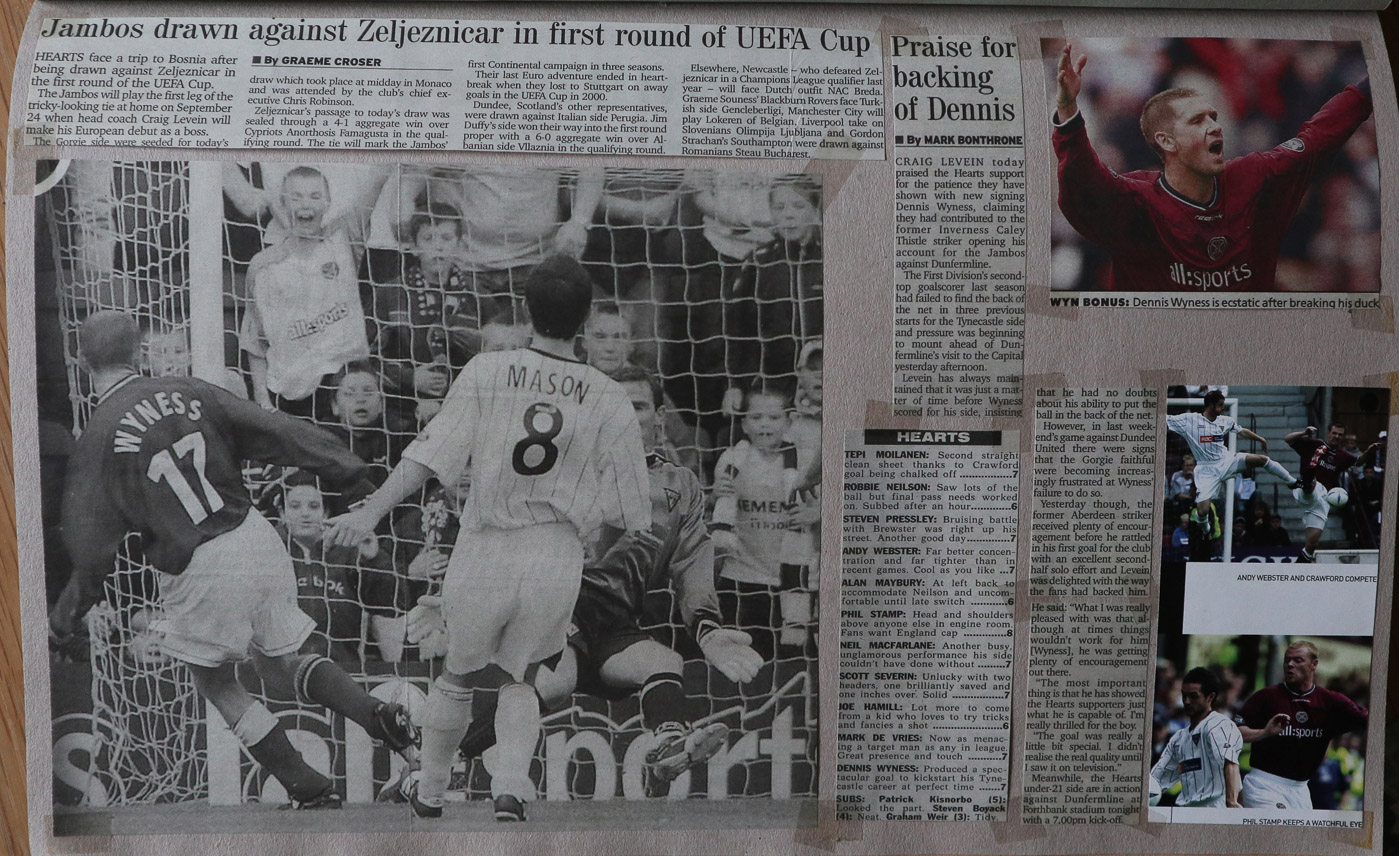 Jambos drawn against Zeljeznicar in first round of UEFA Cup
HEARTS face a trip to Bosnia after
being drawn against Zeljeznicar in
the first round of the UEFA Cup.
The Jambos will play the first leg of the
tricky-looking tie at home on September
24 when head coach Craig Levein will
make his European debut as a boss.
The Gorgie side were seeded for today's
■ By GRAEME CROSER
draw which took place at midday in Monaco
and was attended by the club's chief ex-
ecutive Chris Robinson.
Zeljeznicar's passage to today's draw was
sealed through a 4-1 aggregate win over
Cypriots Anorthosis Famagusta in the qual-
ifying round. The tie will mark the Jambos'
first Continental campaign in three seasons.
Their last Euro adventure ended in heart-
break when they lost to Stuttgart on away
goals in the UEFA Cup in 2000.
Dundee, Scotland's other representatives,
were drawn against Italian side Perugia. Jim
Duffy's side won their way into the first round
proper with a 6-0 aggregate win over Al-
banian side Vllaznia in the qualifying round.
Elsewhere, Newcastle – who defeated Zel-
jeznicar in a Champions League qualifier last
year – will face Dutch outfit NAC Breda.
Graeme Souness' Blackburn Rovers face Turk-
ish side Genclerbirligi, Manchester City will
play Lokeren of Belgian, Liverpool take on
Slovenians Olimpija Ljubljana and Gordon
Strachan's Southampton were drawn against
Romanians Steau Bucharest.
Praise for
backing
of Dennis
■ By MARK BONTHRONE
CRAIG LEVEIN today
praised the Hearts support
for the patience they have
shown with new signing
Dennis Wyness, claiming
they had contributed to the
former Inverness Caley
Thistle striker opening his
account for the Jambos
against Dunfermline.
The First Division's second-
top goalscorer last season
had failed to find the back of
the net in three previous
starts for the Tynecastle side
and pressure was beginning
to mount ahead of Dun-
fermline's visit to the Capital
yesterday afternoon.
Levein has always main-
tained that it was just a mat-
ter of time before Wyness
scored for his side, insisting
that he had no doubts
about his ability to put the
ball in the back of the net.
However, in last week-
end's game against Dundee
United there were signs
that the Gorgie faithful
were becoming increas-
ingly frustrated at Wyness'
failure to do so.
Yesterday though, the
former Aberdeen striker
received plenty of encour-
agement before he rattled
in his first goal for the club
with an excellent second-
half solo effort and Levein
was delighted with the way
the fans had backed him.
He said: "What I was really
pleased with was that al-
though at times things
wouldn't work for him
[Wyness], he was getting
plenty of encouragement
out there.
"The most important
thing is that he has showed
the Hearts supporters just
what he is capable of. I'm
really thrilled for the boy.
"The goal was really a
little bit special. I didn't
realise the real quality until
I saw it on television."
Meanwhile, the Hearts
under-21 side are in action
against Dunfermline at
Forthbank stadium tonight
with a 7.00pm kick-off.
all:sports
WYN BONUS: Dennis Wyness is ecstatic after breaking his duck
all:sports
WYNESS
17
MASON
8
sport
HEARTS
TEPI MOILANEN: Second straight
clean sheet thanks to Crawford
goal being chalked off ................7
ROBBIE NEILSON: Saw lots of the
ball but final pass needs worked
on. Subbed after an hour............6
STEVEN PRESSLEY: Bruising battle
with Brewster was right up his
street. Another good day............7
ANDY WEBSTER: Far better concen-
tration and far tighter than in
recent games. Cool as you like ...7
ALAN MAYBURY: At left back to
accommodate Neilson and uncom-
fortable until late switch ............6
PHIL STAMP: Head and shoulders
above anyone else in engine room.
Fans want England cap ..............8
NEIL MACFARLANE: Another busy,
unglamorous performance his side
couldn't have done without ........7
SCOTT SEVERIN: Unlucky with two
headers, one brilliantly saved and
one inches over. Solid ................7
JOE HAMILL: Lot more to come
from a kid who loves to try tricks
and fancies a shot ......................6
MARK DE VRIES: Now as menac-
ing a target man as any in league.
Great presence and touch ..........7
DENNIS WYNESS: Produced a spec-
tacular goal to kickstart his Tyne-
castle career at perfect time .......7
SUBS: Patrick Kisnorbo (5):
Looked the part. Steven Boyack
(4): Neat. Graham Weir (3): Tidy.
ANDY WEBSTER AND CRAWFORD COMPETE
all:sports
PHIL STAMP KEEPS A WATCHFUL EYE